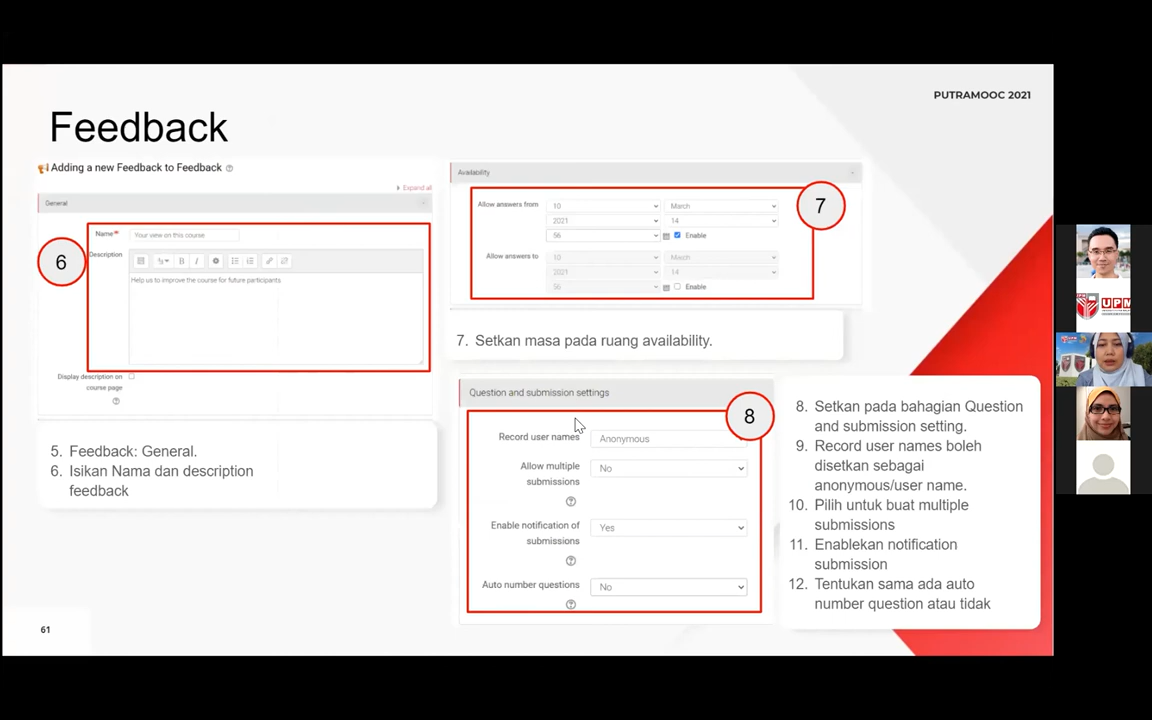 PUTRAMOOC 2021
Feedback
Adding a new Feedback to Feedback
Expand all
General
6
Name
Your view on this course
Description
B I
Help us to improve the course for future participants
Display description on
course page
5. Feedback: General.
6. Isikan Nama dan description
feedback
Availability
7
Allow answers from
10 March
2021 14
56 Enable
Allow answers to
10 March
2021 14
56 Enable
7. Setkan masa pada ruang availability.
Question and submission settings
8
Record user names Anonymous
Allow multiple
submissions
No
Enable notification of
submissions
Yes
Auto number questions No
8. Setkan pada bahagian Question
and submission setting.
9. Record user names boleh
disetkan sebagai
anonymous/user name.
10. Pilih untuk buat multiple
submissions
11. Enablekan notification
submission
12. Tentukan sama ada auto
number question atau tidak
61
UPM